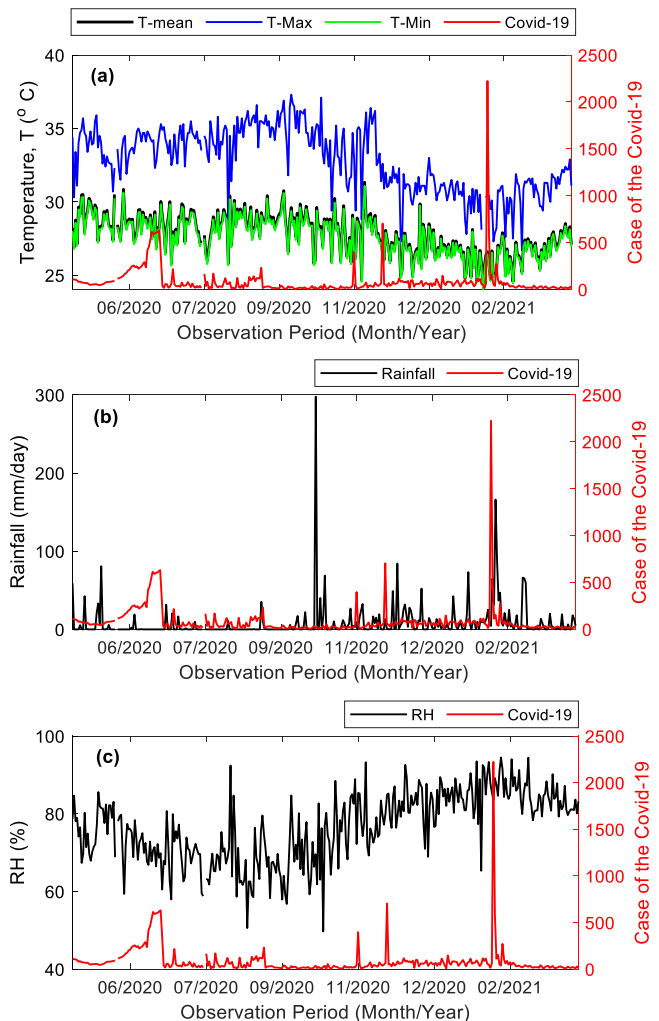 T-mean T-Max T-Min Covid-19
(a)
40
35
30
25
Temperature, T (° C)
2500
2000
1500
1000
500
0
Case of the Covid-19
06/2020 07/2020 09/2020 11/2020 12/2020 02/2021
Observation Period (Month/Year)
Rainfall Covid-19
(b)
300
200
100
0
Rainfall (mm/day)
2500
2000
1500
1000
500
0
Case of the Covid-19
06/2020 07/2020 09/2020 11/2020 12/2020 02/2021
Observation Period (Month/Year)
RH Covid-19
(c)
100
80
60
40
RH (%)
2500
2000
1500
1000
500
0
Case of the Covid-19
06/2020 07/2020 09/2020 11/2020 12/2020 02/2021
Observation Period (Month/Year)